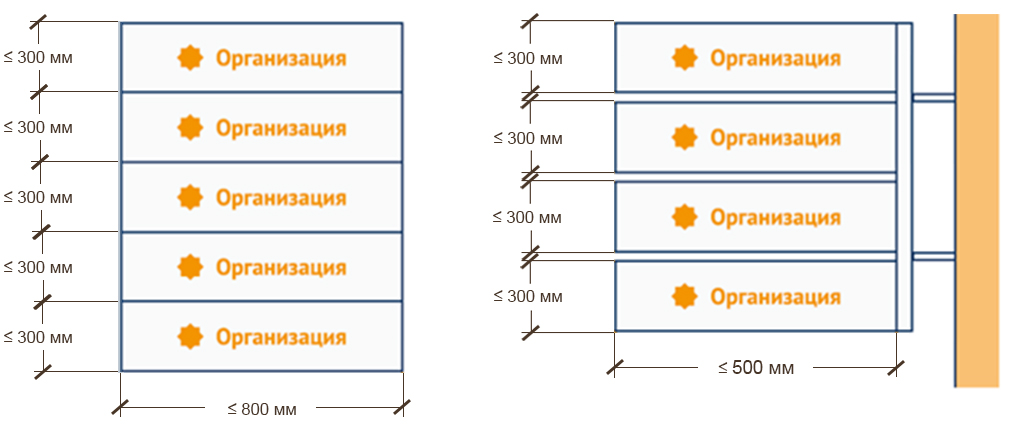 ≤ 300 мм
Организация
≤ 300 мм
Организация
≤ 300 мм
Организация
≤ 300 мм
Организация
≤ 300 мм
Организация
≤ 800 мм
≤ 300 мм
Организация
≤ 300 мм
Организация
≤ 300 мм
Организация
≤ 300 мм
Организация
≤ 500 мм